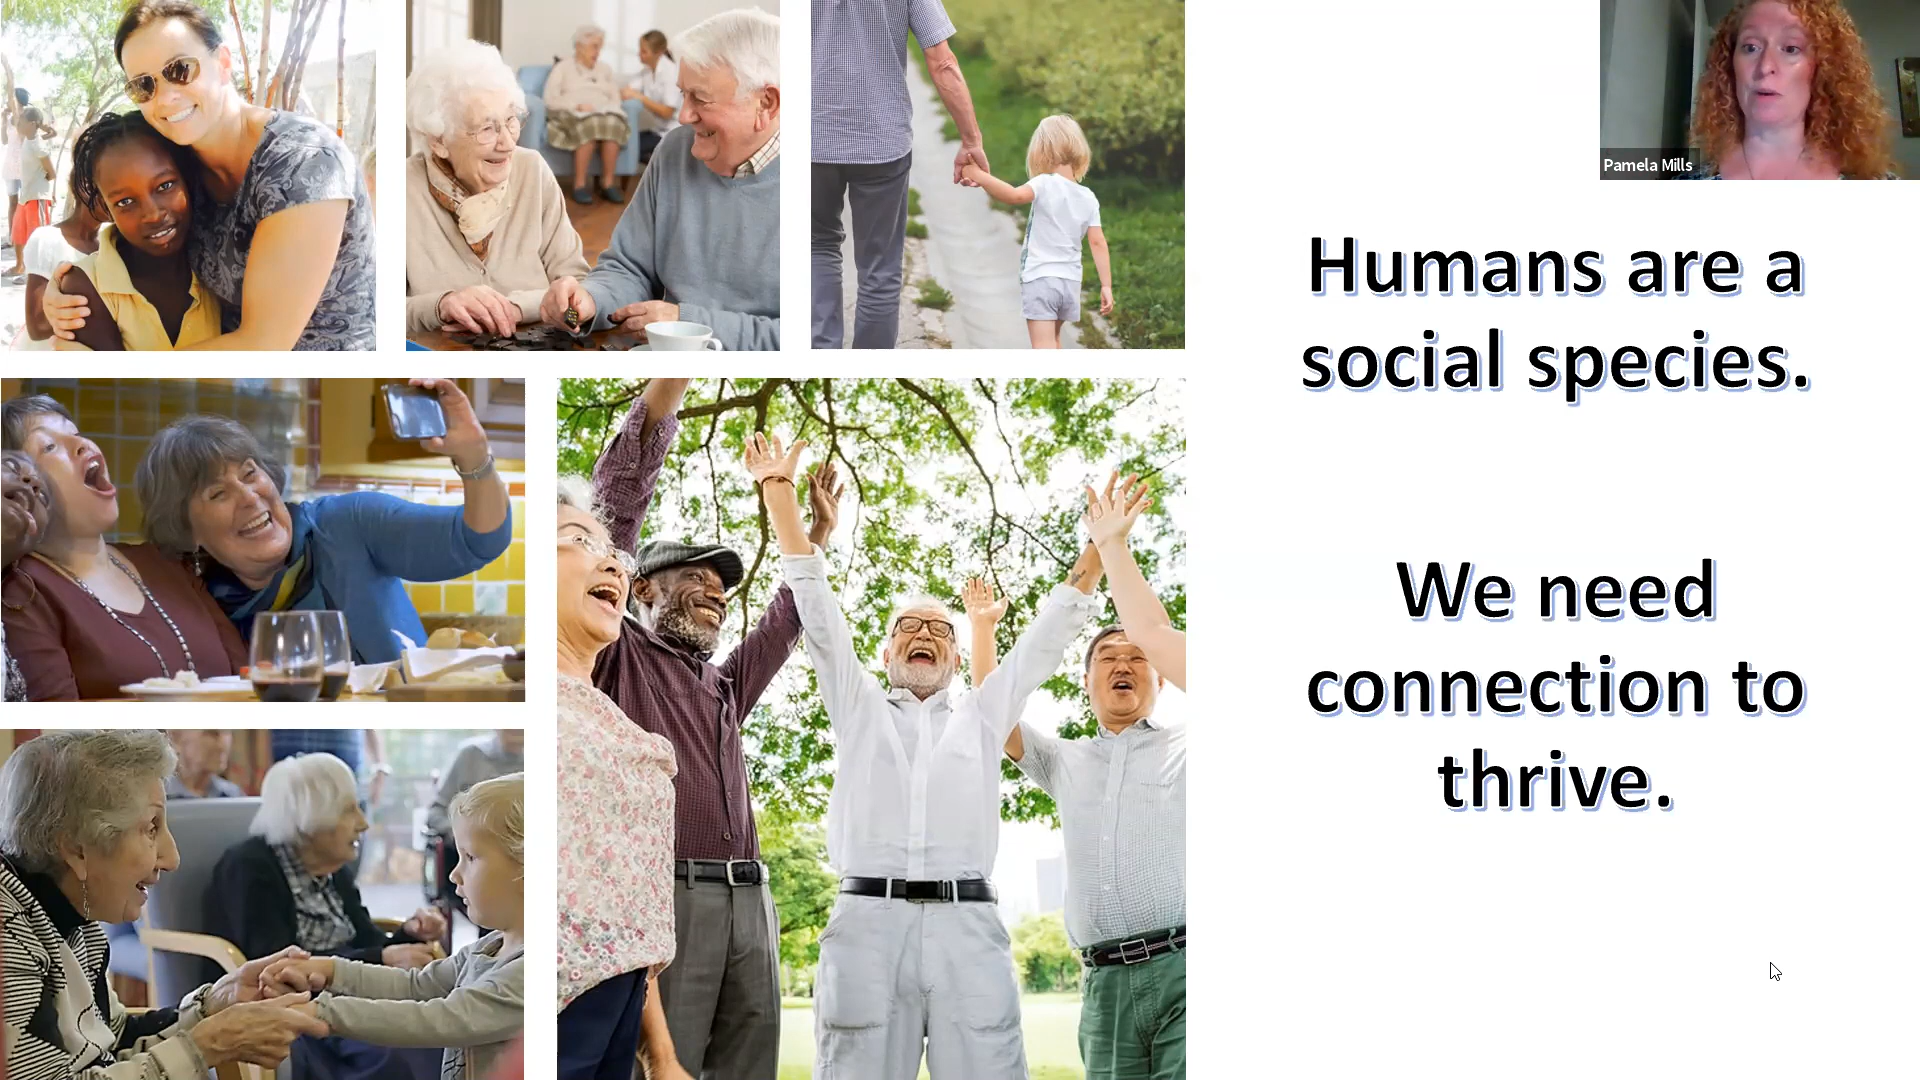 Pamela Mills
Humans are a
social species.
We need
connection to
thrive.